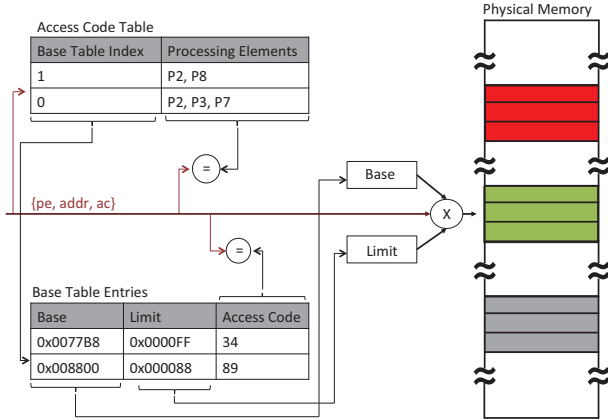 Physical Memory
Access Code Table
Base Table Index Processing Elements
1 P2, P8
0 P2, P3, P7
=
Base
{pe, addr, ac}
X
=
Limit
Base Table Entries
Base Limit Access Code
0x0077B8 0x0000FF 34
0x008800 0x000088 89